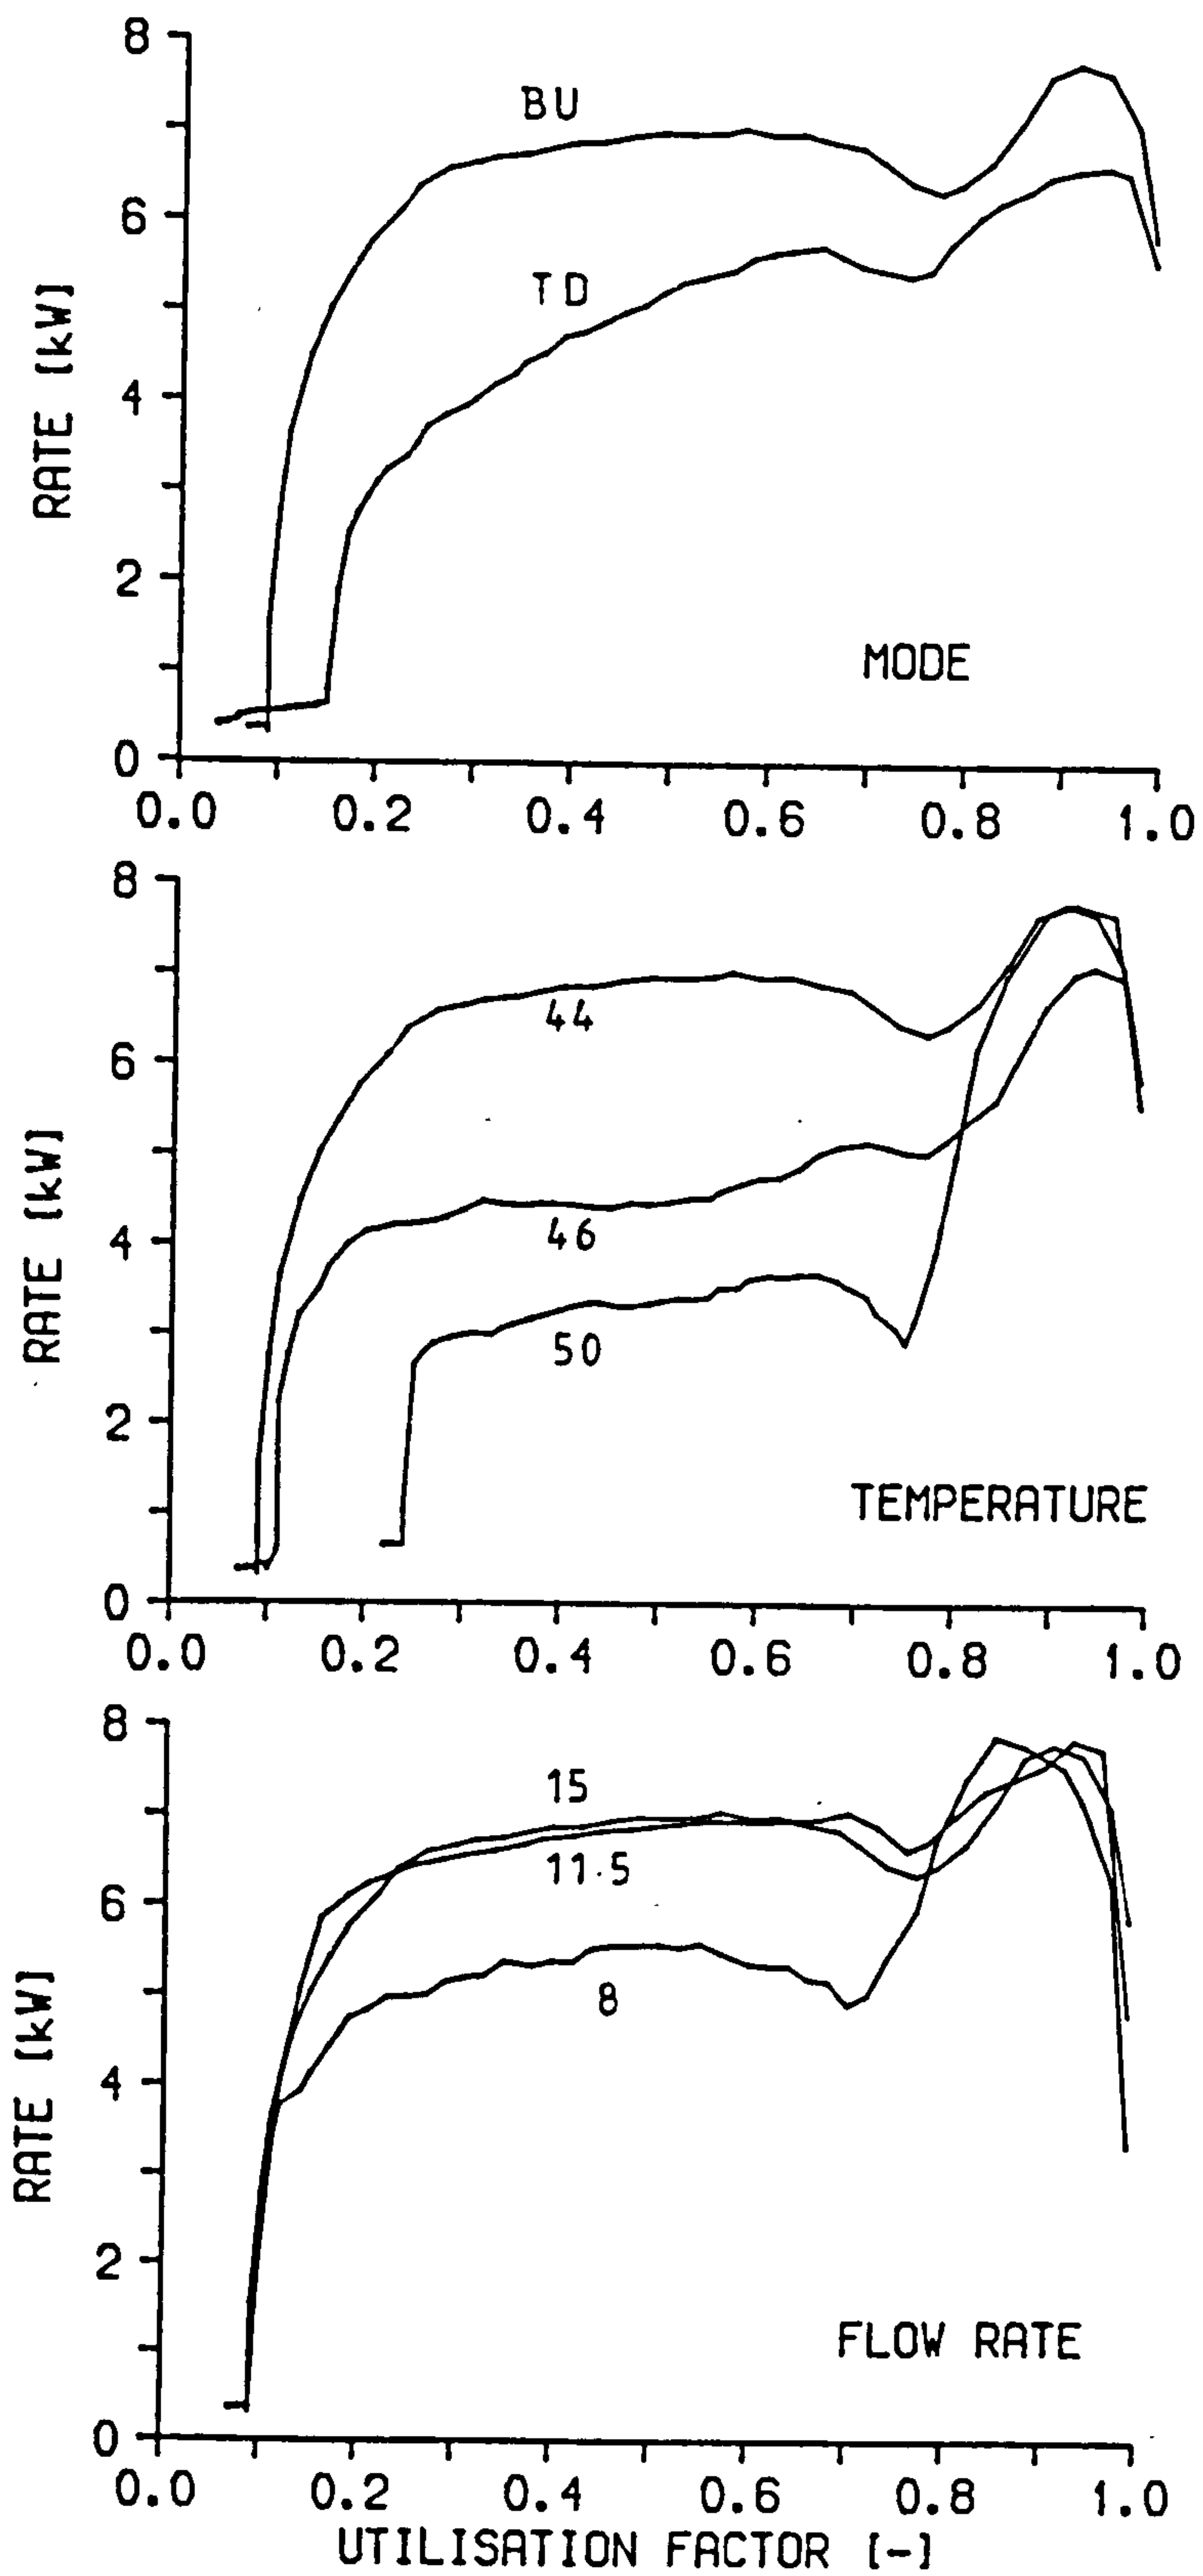 8
BU
6
TD
RATE [kW]
4
2
MODE
0
0.0 0.2 0.4 0.6 0.8 1.0
8
44
6
RATE [kW]
4
46
50
2
TEMPERATURE
0
0.0 0.2 0.4 0.6 0.8 1.0
8
15
11.5
6
8
RATE [kW]
4
2
FLOW RATE
0
0.0 0.2 0.4 0.6 0.8 1.0
UTILISATION FACTOR [-]